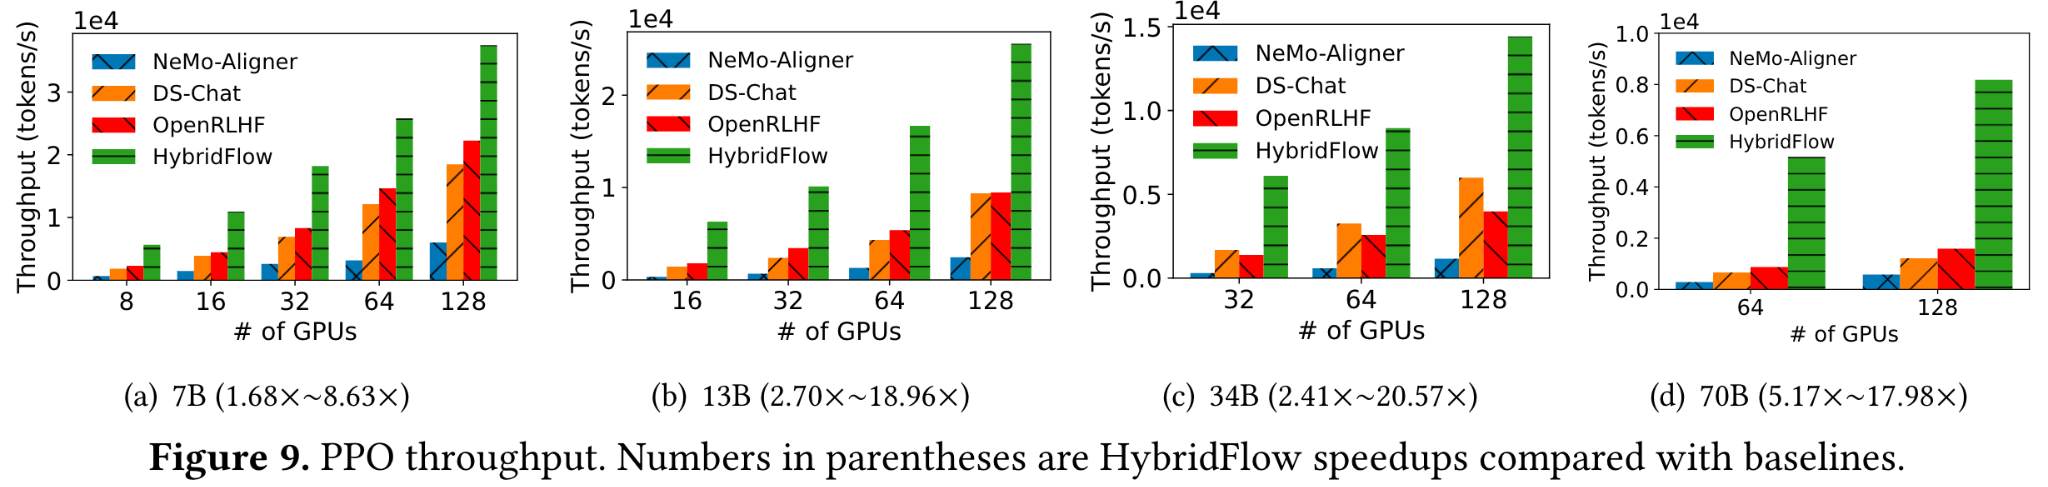 1e4
Throughput (tokens/s)
3
2
1
0
NeMo-Aligner
DS-Chat
OpenRLHF
HybridFlow
8 16 32 64 128
# of GPUs
(a) 7B (1.68×~8.63×)
1e4
Throughput (tokens/s)
2
1
0
NeMo-Aligner
DS-Chat
OpenRLHF
HybridFlow
16 32 64 128
# of GPUs
(b) 13B (2.70×~18.96×)
1e4
Throughput (tokens/s)
1.5
1.0
0.5
0.0
NeMo-Aligner
DS-Chat
OpenRLHF
HybridFlow
32 64 128
# of GPUs
(c) 34B (2.41×~20.57×)
1e4
Throughput (tokens/s)
1.0
0.8
0.6
0.4
0.2
0.0
NeMo-Aligner
DS-Chat
OpenRLHF
HybridFlow
64 128
# of GPUs
(d) 70B (5.17×~17.98×)
Figure 9. PPO throughput. Numbers in parentheses are HybridFlow speedups compared with baselines.